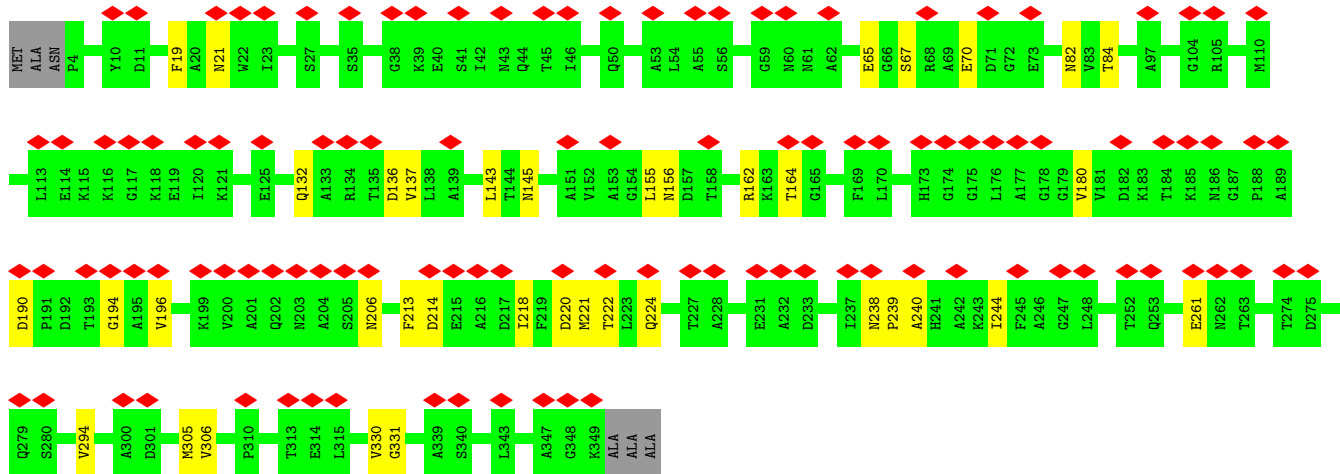 MET ALA ASN P4 Y10 D11 F19 A20 N21 W22 I23 S27 S35 G38 K39 E40 S41 I42 N43 Q44 T45 I46 Q50 A53 L54 A55 S56 G59 N60 N61 A62 E65 G66 S67 R68 A69 E70 D71 G72 E73 N82 V83 T84 A97 G104 R105 M110
L113 E114 K115 K116 G117 K118 E119 I120 K121 E125 Q132 A133 R134 T135 D136 V137 L138 A139 L143 T144 N145 A151 V152 A153 G154 L155 N156 D157 T158 R162 K163 T164 G165 F169 L170 H173 G174 G175 L176 A177 G178 G179 V180 V181 D182 K183 T184 K185 N186 G187 P188 A189
D190 P191 D192 T193 G194 A195 V196 K199 V200 A201 Q202 N203 A204 S205 N206 F213 D214 E215 A216 D217 I218 F219 D220 M221 T222 L223 Q224 T227 A228 E231 A232 D233 I237 N238 P239 A240 H241 A242 K243 I244 F245 A246 G247 L248 T252 Q253 E261 N262 T263 T274 D275
Q279 S280 V294 A300 D301 M305 V306 P310 T313 E314 L315 V330 G331 A339 S340 L343 A347 G348 K349 ALA ALA ALA